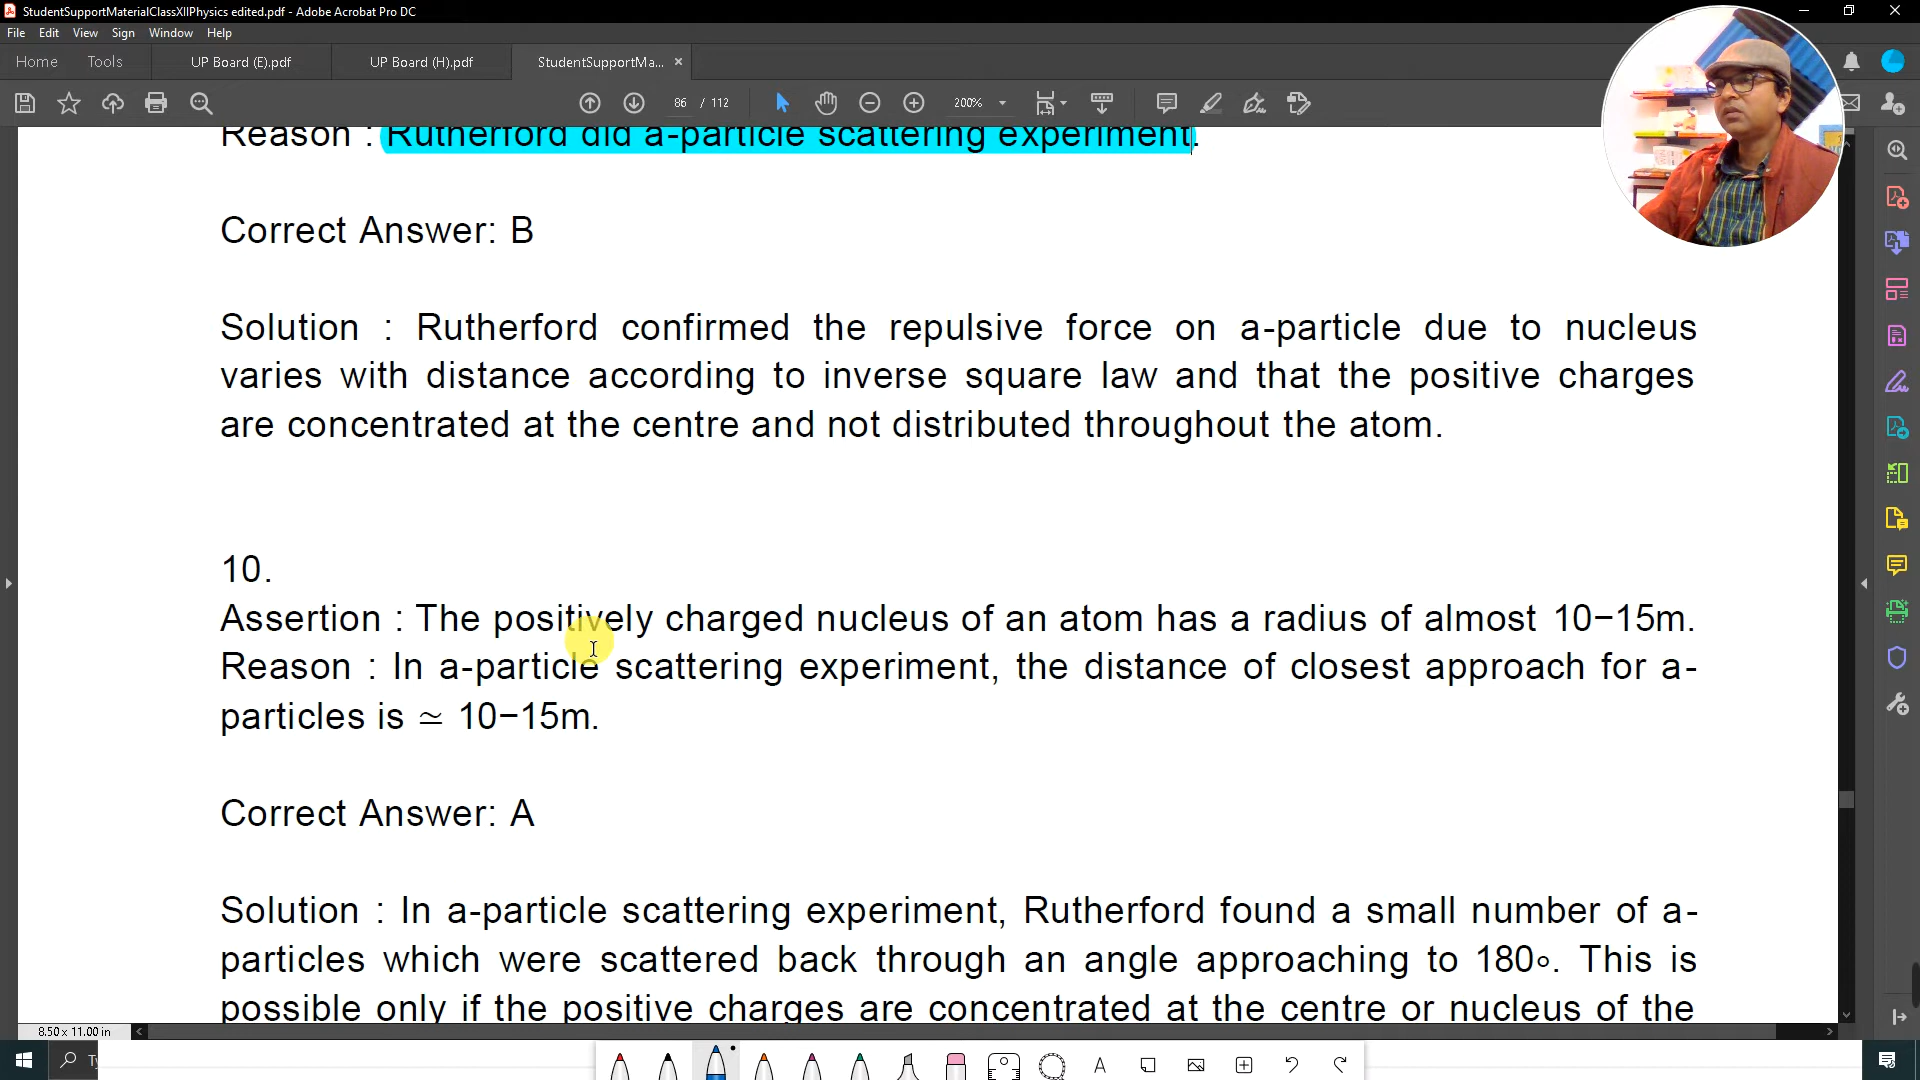 StudentSupportMaterialClassXIIPhysics edited.pdf - Adobe Acrobat Pro DC
File Edit View Sign Window Help
Home Tools UP Board (E).pdf UP Board (H).pdf StudentSupportMa... ×
86 / 112 200%
Reason : Rutherford did a-particle scattering experiment.
Correct Answer: B
Solution : Rutherford confirmed the repulsive force on a-particle due to nucleus
varies with distance according to inverse square law and that the positive charges
are concentrated at the centre and not distributed throughout the atom.
10.
Assertion : The positively charged nucleus of an atom has a radius of almost 10−15m.
Reason : In a-particle scattering experiment, the distance of closest approach for a-
particles is ≃ 10−15m.
Correct Answer: A
Solution : In a-particle scattering experiment, Rutherford found a small number of a-
particles which were scattered back through an angle approaching to 180∘. This is
possible only if the positive charges are concentrated at the centre or nucleus of the
8.50 x 11.00 in